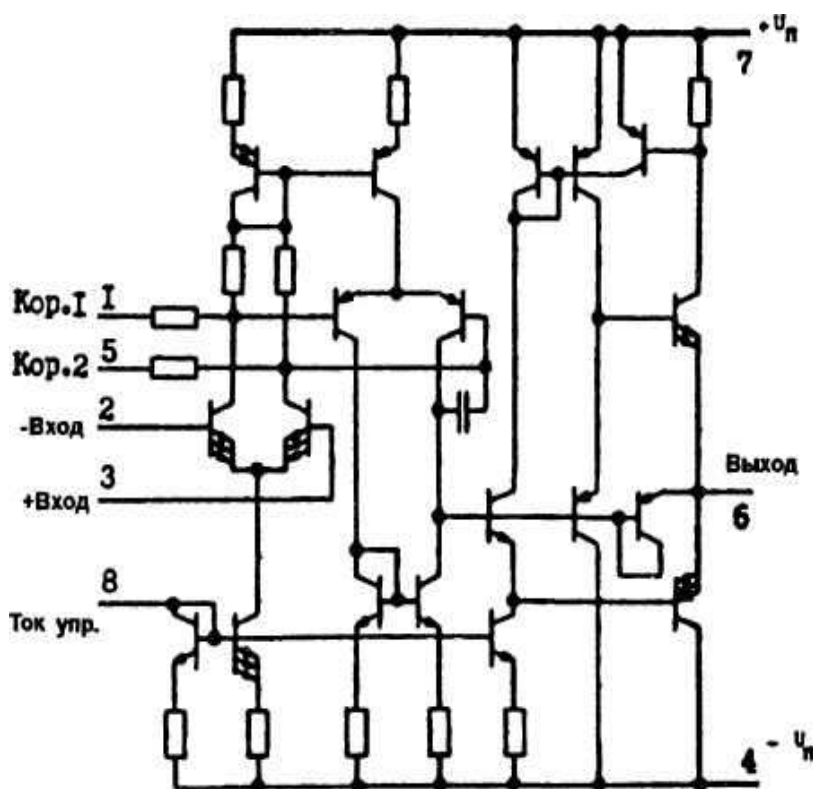 +Uп
7
Кор.I I
Кор.2 5
-Вход 2
+Вход 3
Выход
6
8
Ток упр.
4 - Uп